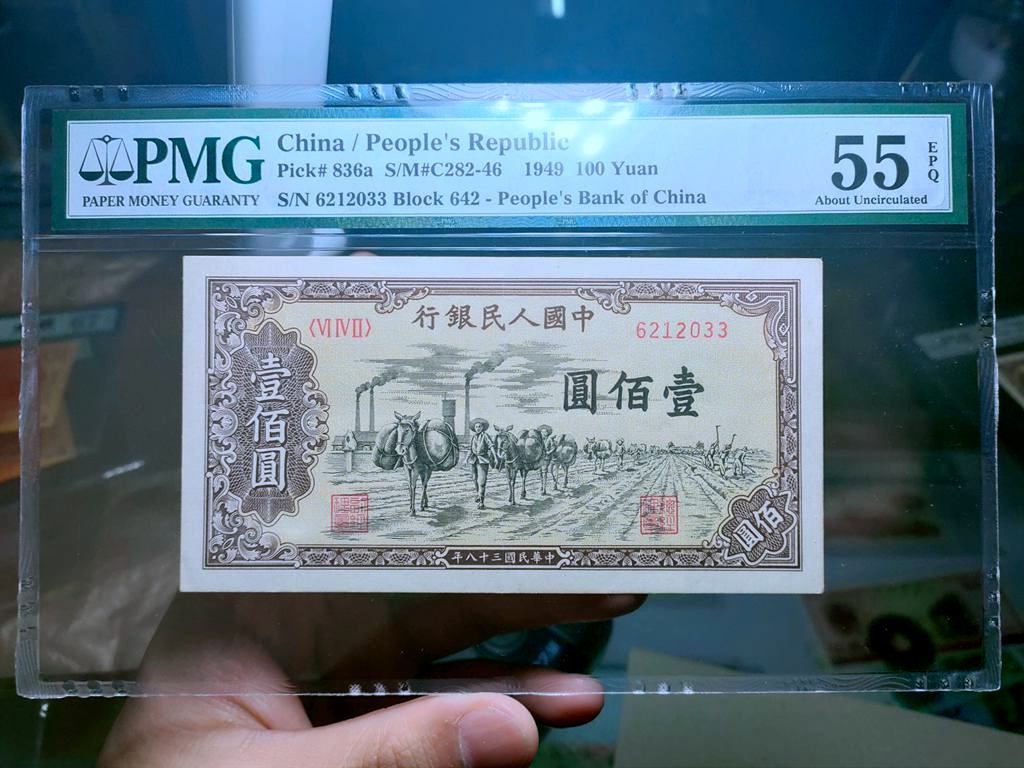 PMG
PAPER MONEY GUARANTY
China / People's Republic
Pick# 836a S/M#C282-46 1949 100 Yuan
S/N 6212033 Block 642 - People's Bank of China
55
EPQ
About Uncirculated
〈VI IV II〉
行銀民人國中
6212033
圓佰壹
壹佰圓
佰圓
年八十三國民華中